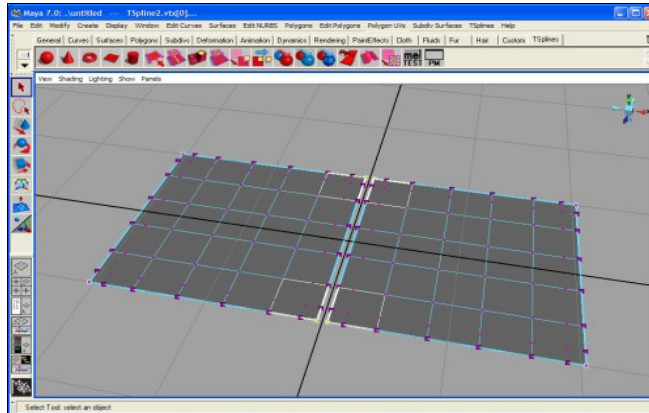 Maya 7.0: .\untitled --- TSpline2.vtx[0]...
File Edit Modify Create Display Window Edit Curves Surfaces Edit NURBS Polygons Edit Polygons Polygon UVs Subdiv Surfaces TSplines Help
General Curves Surfaces Polygons Subdivs Deformation Animation Dynamics Rendering PaintEffects Cloth Fluids Fur Hair Custom TSplines
mel
TEST PM
View Shading Lighting Show Panels
Select Tool: select an object